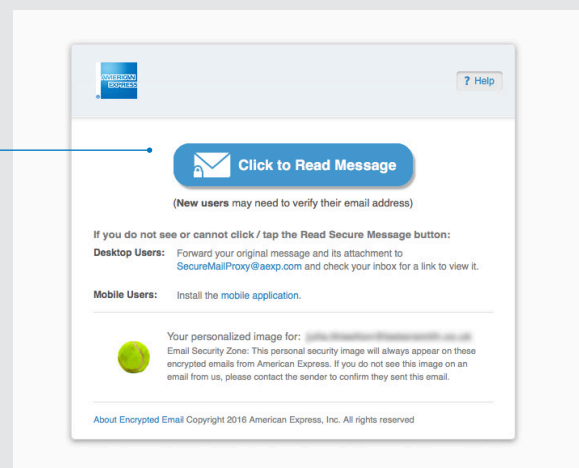 AMERICAN
EXPRESS
? Help
Click to Read Message
(New users may need to verify their email address)
If you do not see or cannot click / tap the Read Secure Message button:
Desktop Users: Forward your original message and its attachment to
SecureMailProxy@aexp.com and check your inbox for a link to view it.
Mobile Users: Install the mobile application.
Your personalized image for:
Email Security Zone: This personal security image will always appear on these
encrypted emails from American Express. If you do not see this image on an
email from us, please contact the sender to confirm they sent this email.
About Encrypted Email Copyright 2016 American Express, Inc. All rights reserved